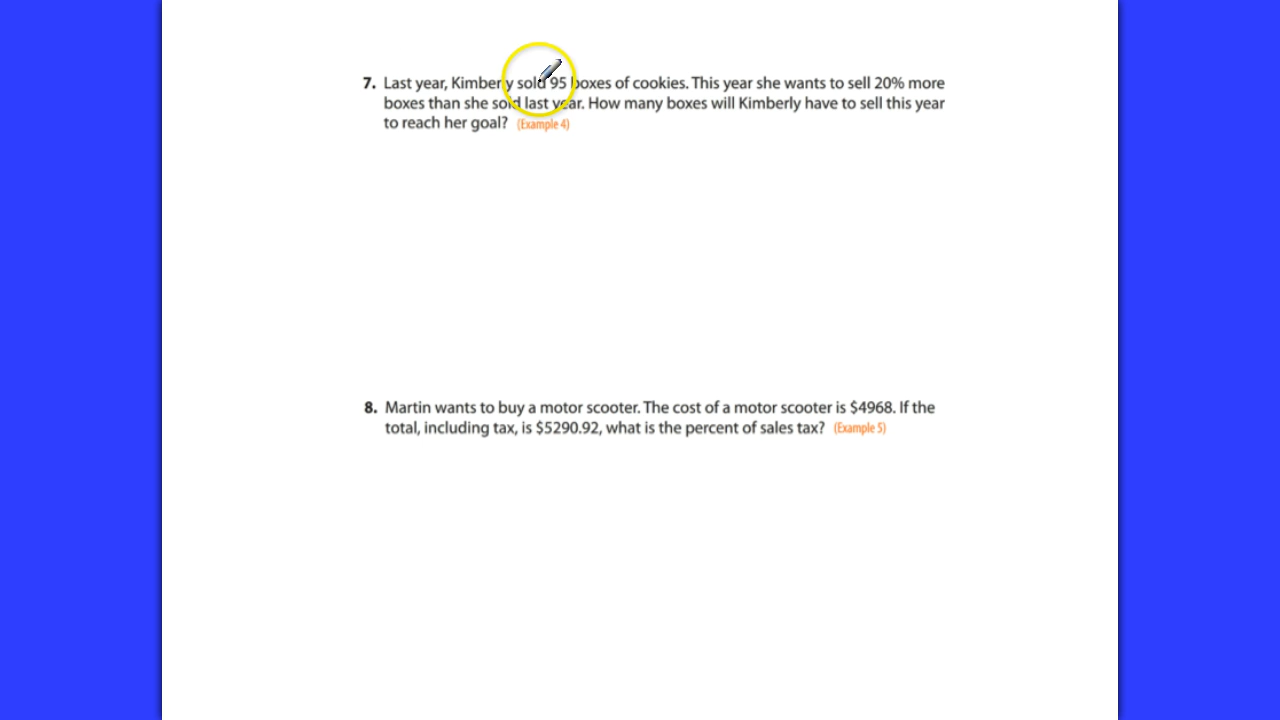 7. Last year, Kimberly sold 95 boxes of cookies. This year she wants to sell 20% more
boxes than she sold last year. How many boxes will Kimberly have to sell this year
to reach her goal? (Example 4)
8. Martin wants to buy a motor scooter. The cost of a motor scooter is $4968. If the
total, including tax, is $5290.92, what is the percent of sales tax? (Example 5)